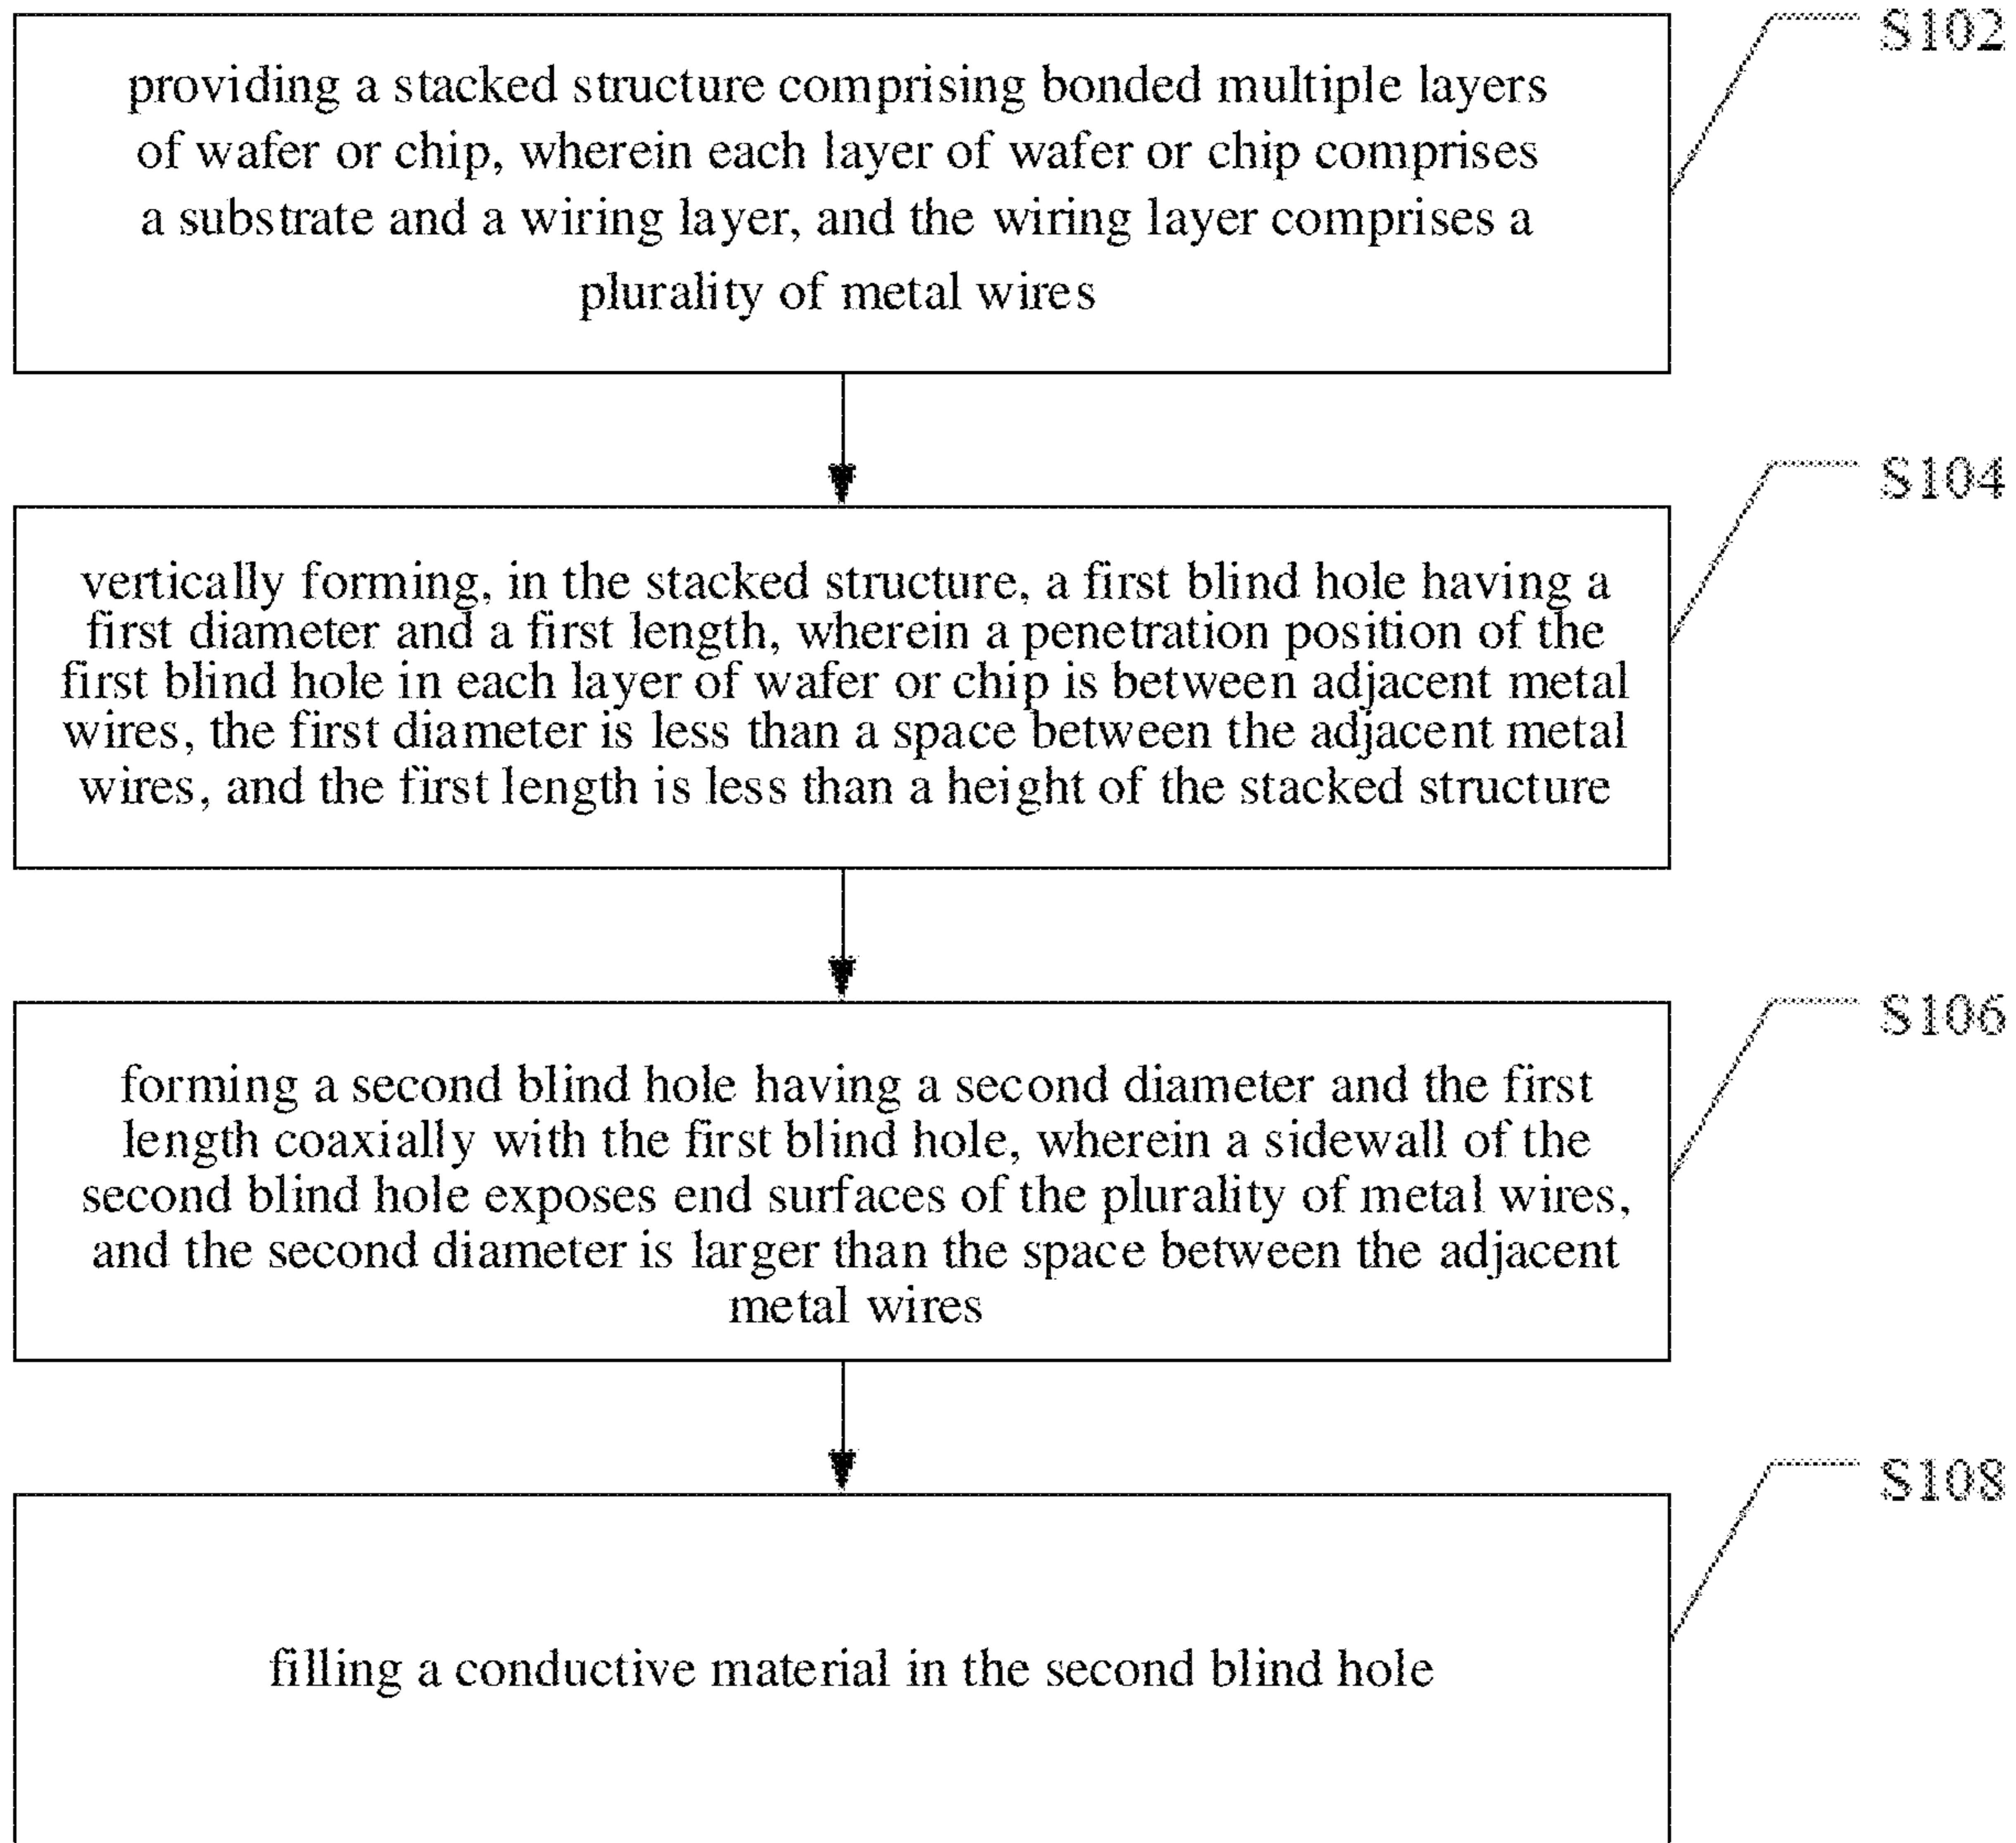 S102
providing a stacked structure comprising bonded multiple layers
of wafer or chip, wherein each layer of wafer or chip comprises
a substrate and a wiring layer, and the wiring layer comprises a
plurality of metal wires
S104
vertically forming, in the stacked structure, a first blind hole having a
first diameter and a first length, wherein a penetration position of the
first blind hole in each layer of wafer or chip is between adjacent metal
wires, the first diameter is less than a space between the adjacent metal
wires, and the first length is less than a height of the stacked structure
S106
forming a second blind hole having a second diameter and the first
length coaxially with the first blind hole, wherein a sidewall of the
second blind hole exposes end surfaces of the plurality of metal wires,
and the second diameter is larger than the space between the adjacent
metal wires
S108
filling a conductive material in the second blind hole